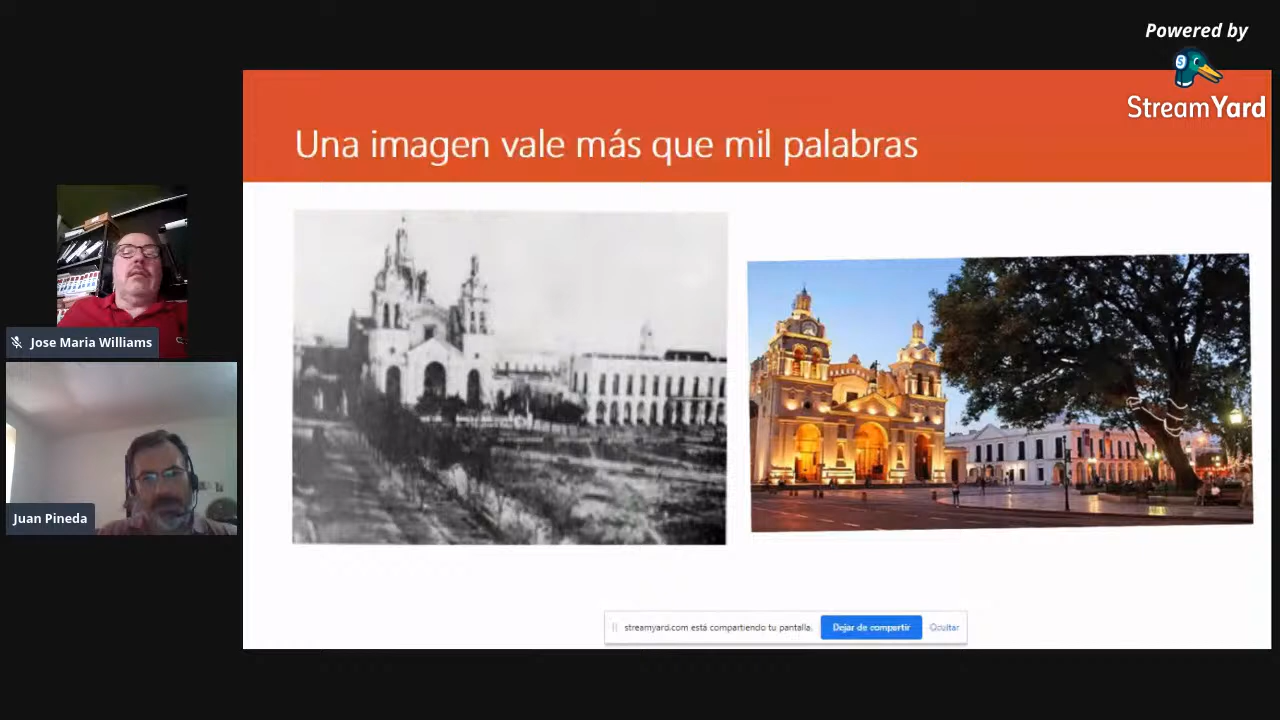 Powered by
StreamYard
Una imagen vale más que mil palabras
Jose Maria Williams
Juan Pineda
streamyard.com está compartiendo tu pantalla.
Dejar de compartir
Ocultar